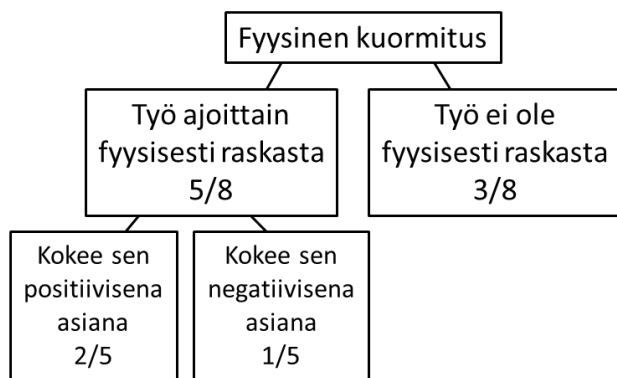 Fyysinen kuormitus
Työ ajoittain
fyysisesti raskasta
5/8
Työ ei ole
fyysisesti raskasta
3/8
Kokee sen
positiivisena
asiana
2/5
Kokee sen
negatiivisena
asiana
1/5